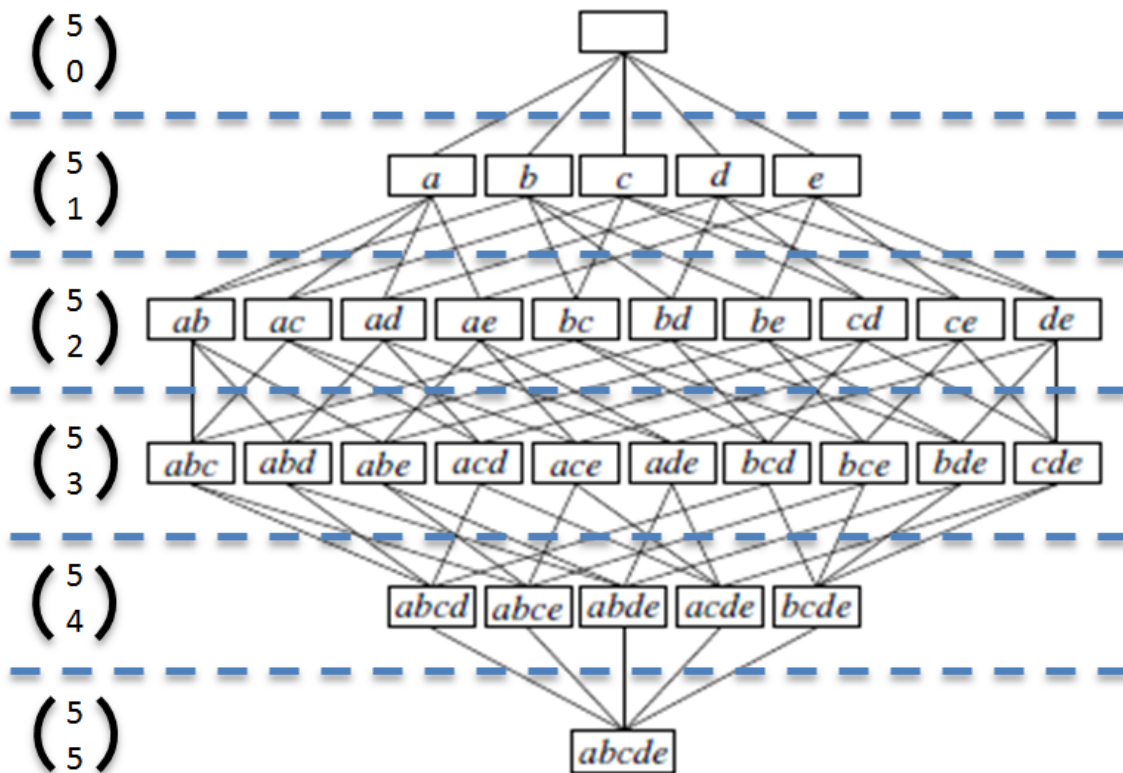 ( 5 0 )
a b c d e
( 5 1 )
ab ac ad ae bc bd be cd ce de
( 5 2 )
abc abd abe acd ace ade bcd bce bde cde
( 5 3 )
abcd abce abde acde bcde
( 5 4 )
abcde
( 5 5 )